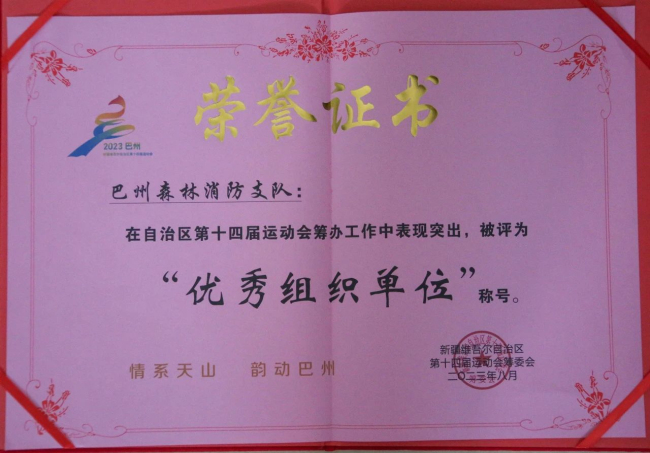 荣誉证书
2023 巴州
巴州森林消防支队:
在自治区第十四届运动会筹办工作中表现突出，被评为
“优秀组织单位”称号。
情系天山 韵动巴州
新疆维吾尔自治区
第十四届运动会筹委会
二〇二三年八月